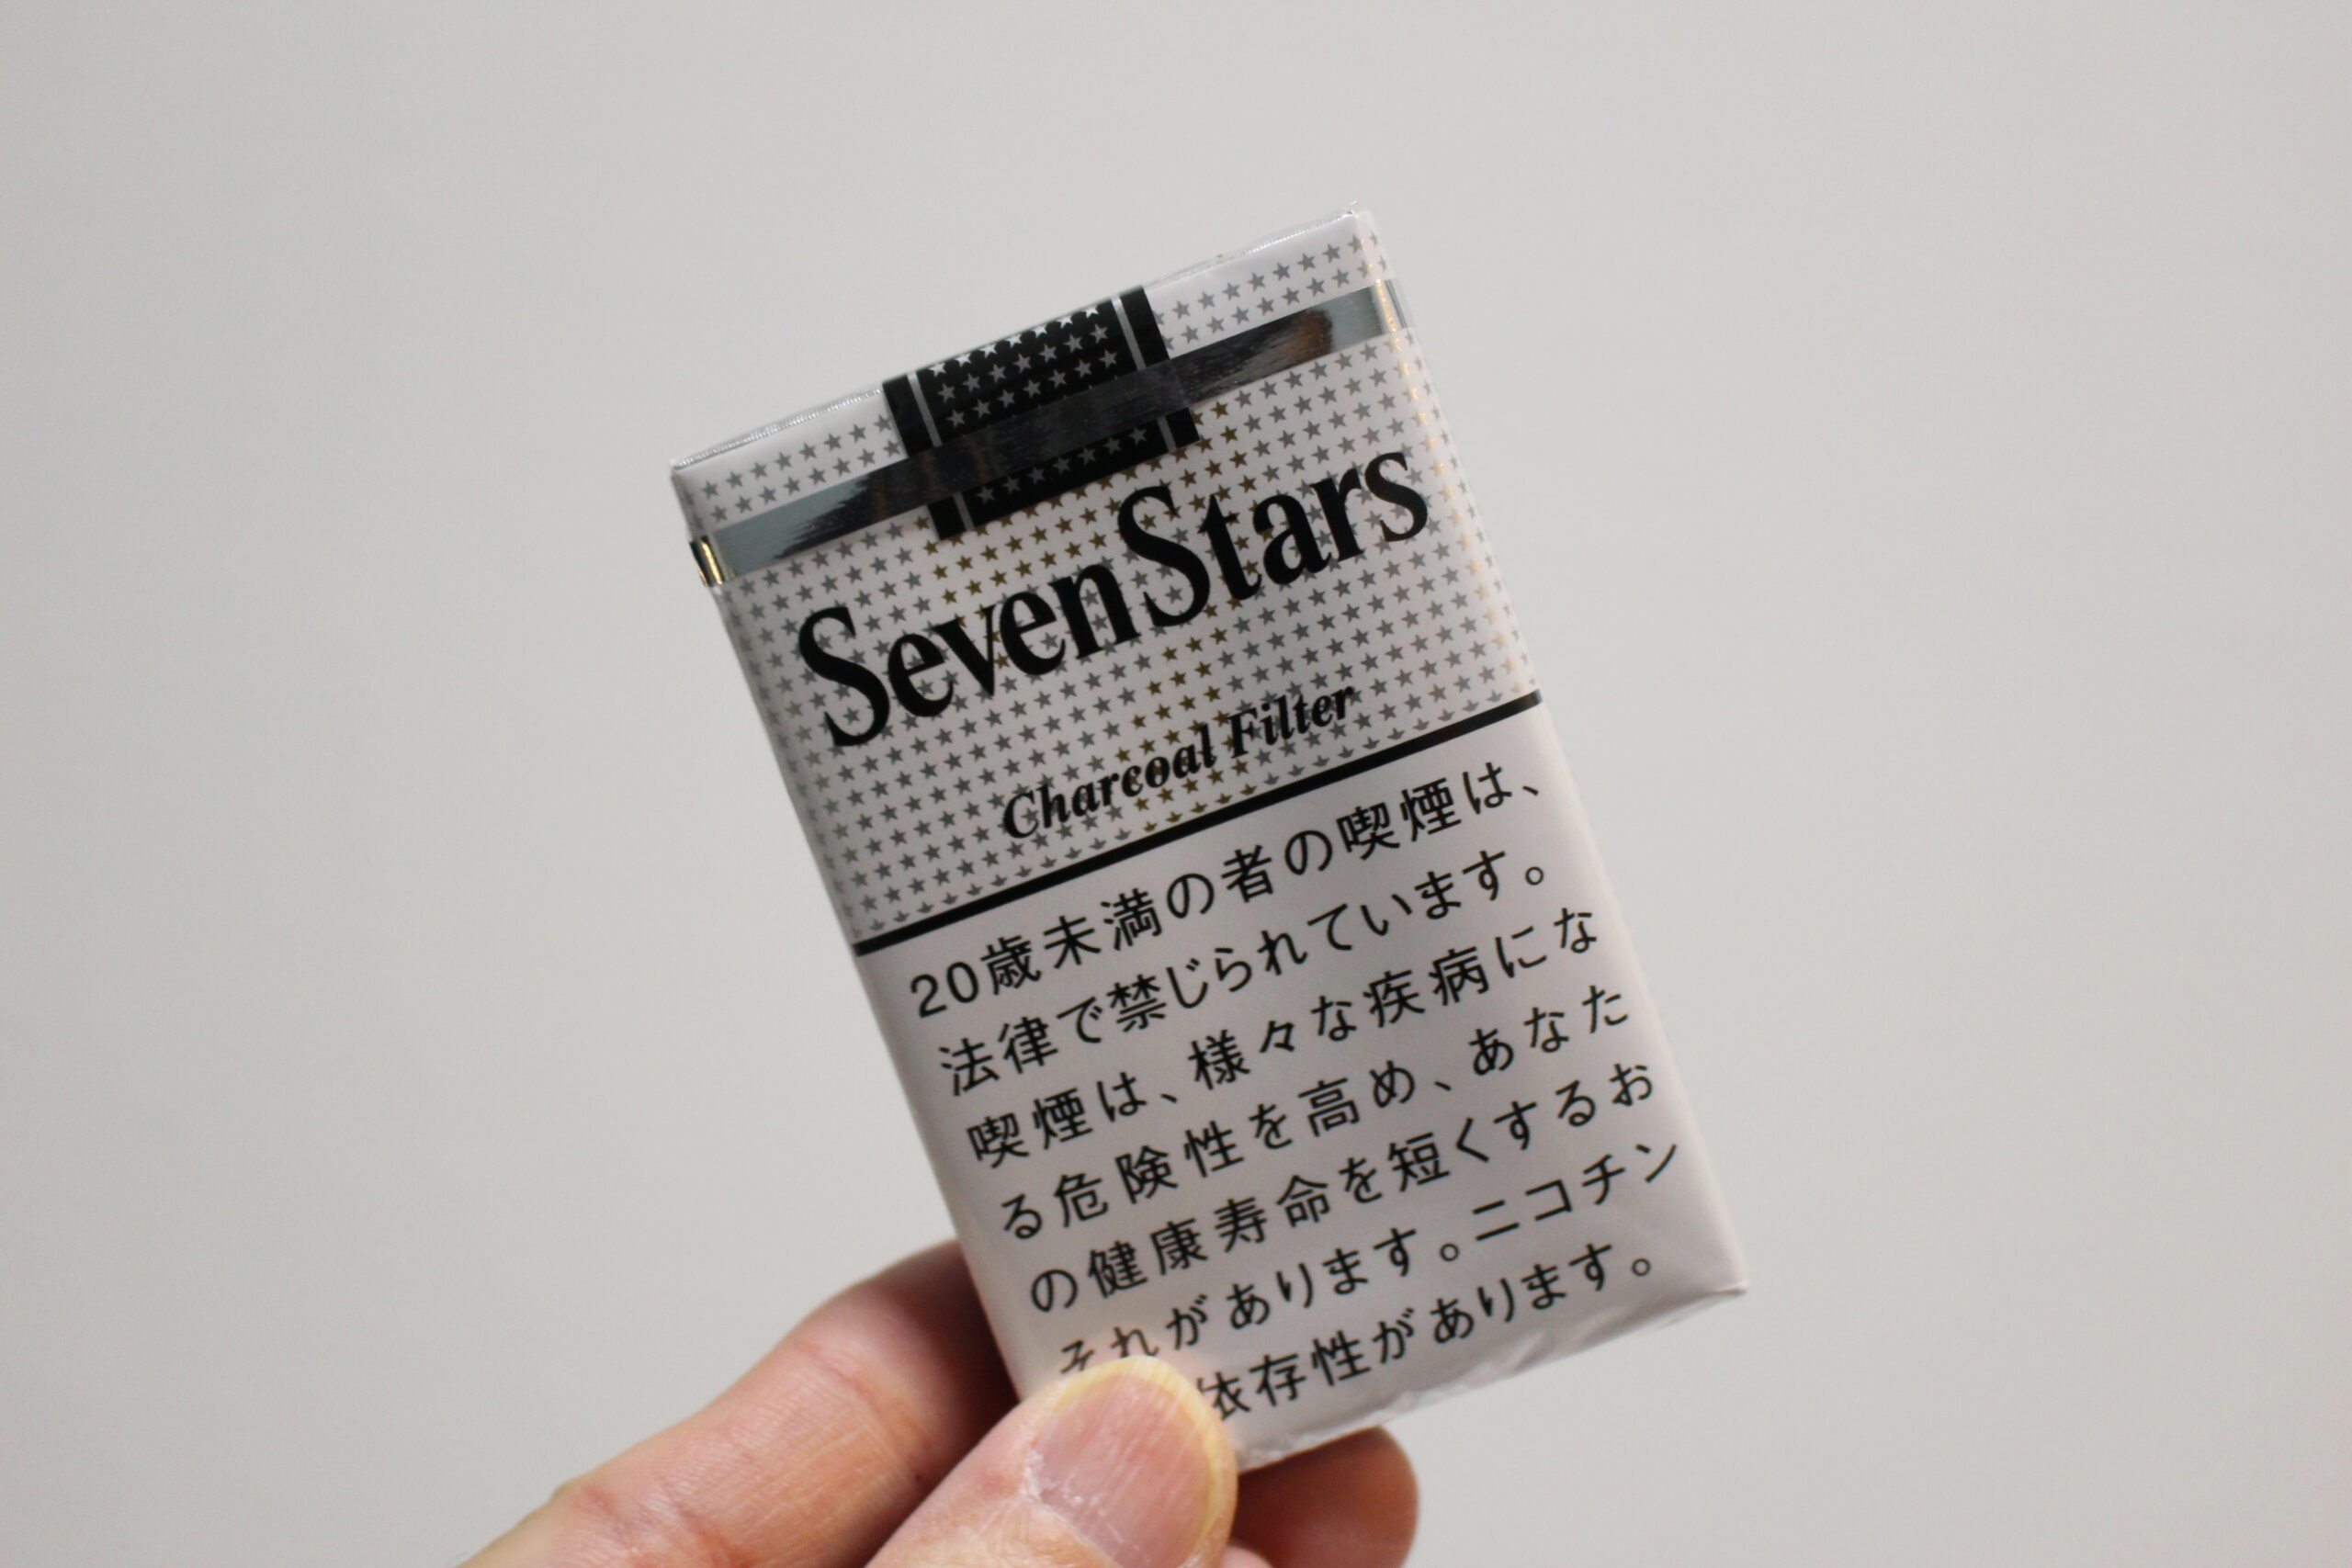 SevenStars
Charcoal Filter
20歳未満の者の喫煙は、
法律で禁じられています。
喫煙は、様々な疾病にな
る危険性を高め、あなた
の健康寿命を短くするお
それがあります。ニコチン
依存性があります。